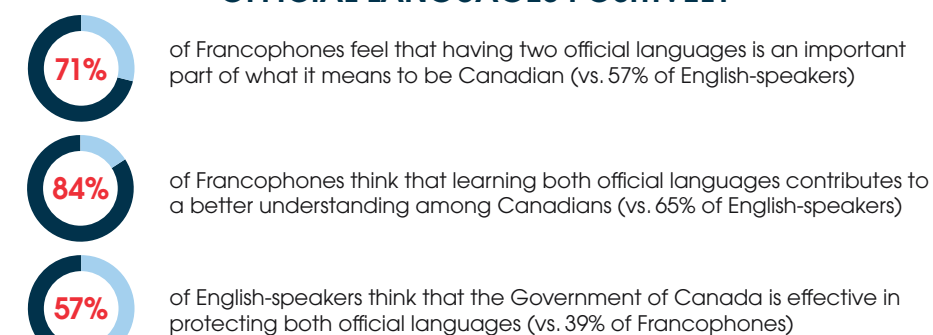 OFFICIAL LANGUAGES POSITIVELY
71%
of Francophones feel that having two official languages is an important
part of what it means to be Canadian (vs. 57% of English-speakers)
84%
of Francophones think that learning both official languages contributes to
a better understanding among Canadians (vs. 65% of English-speakers)
57%
of English-speakers think that the Government of Canada is effective in
protecting both official languages (vs. 39% of Francophones)